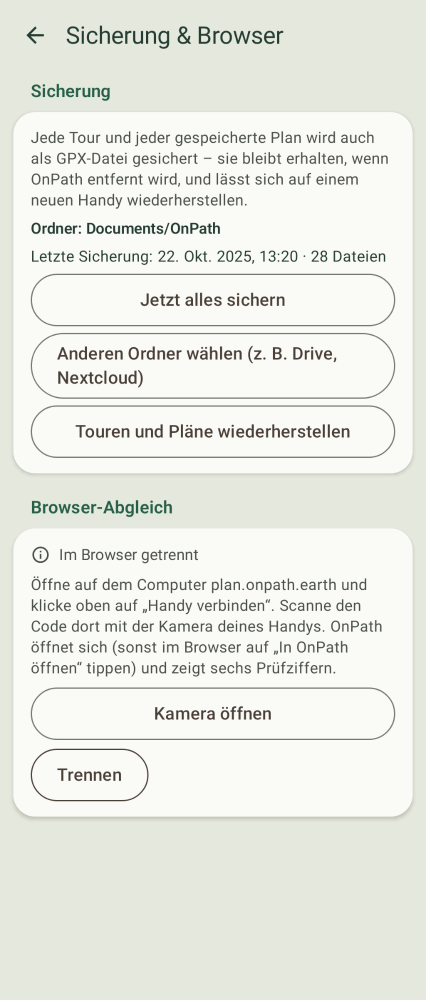 Sicherung & Browser
Sicherung
Jede Tour und jeder gespeicherte Plan wird auch
als GPX-Datei gesichert – sie bleibt erhalten, wenn
OnPath entfernt wird, und lässt sich auf einem
neuen Handy wiederherstellen.
Ordner: Documents/OnPath
Letzte Sicherung: 22. Okt. 2025, 13:20 · 28 Dateien
Jetzt alles sichern
Anderen Ordner wählen (z. B. Drive,
Nextcloud)
Touren und Pläne wiederherstellen
Browser-Abgleich
Im Browser getrennt
Öffne auf dem Computer plan.onpath.earth und
klicke oben auf „Handy verbinden“. Scanne den
Code dort mit der Kamera deines Handys. OnPath
öffnet sich (sonst im Browser auf „In OnPath
öffnen“ tippen) und zeigt sechs Prüfziffern.
Kamera öffnen
Trennen